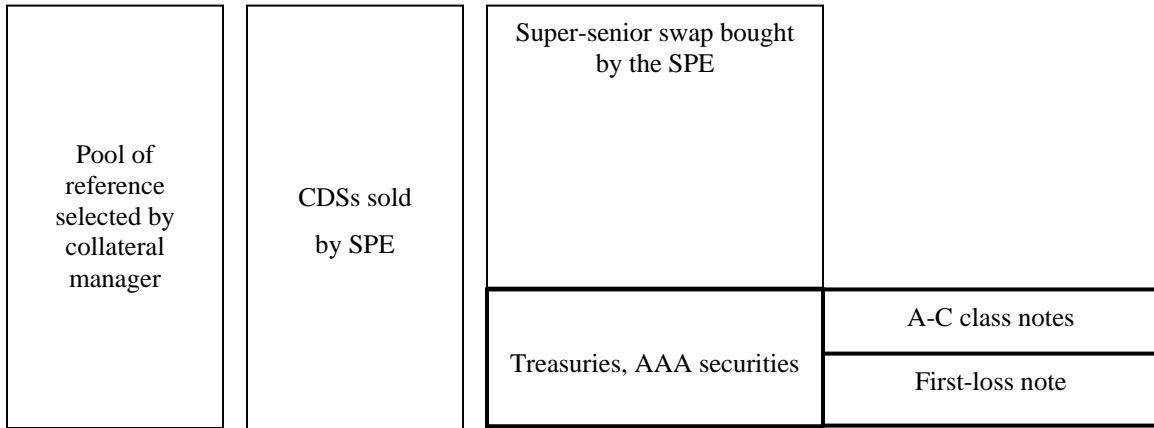 Pool of
reference
selected by
collateral
manager
CDSs sold
by SPE
Super-senior swap bought
by the SPE
Treasuries, AAA securities
A-C class notes
First-loss note